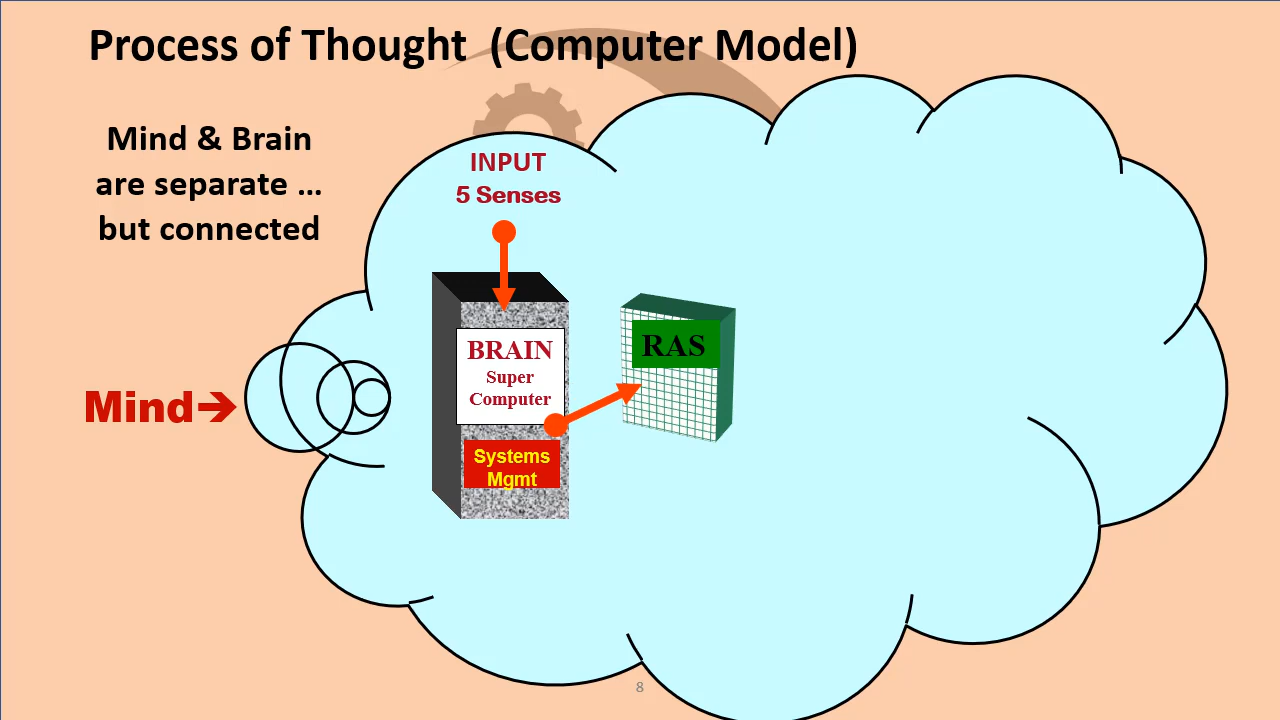 Process of Thought (Computer Model)
Mind & Brain
are separate ...
but connected
INPUT
5 Senses
BRAIN
Super
Computer
Systems
Mgmt
RAS
Mind→
8